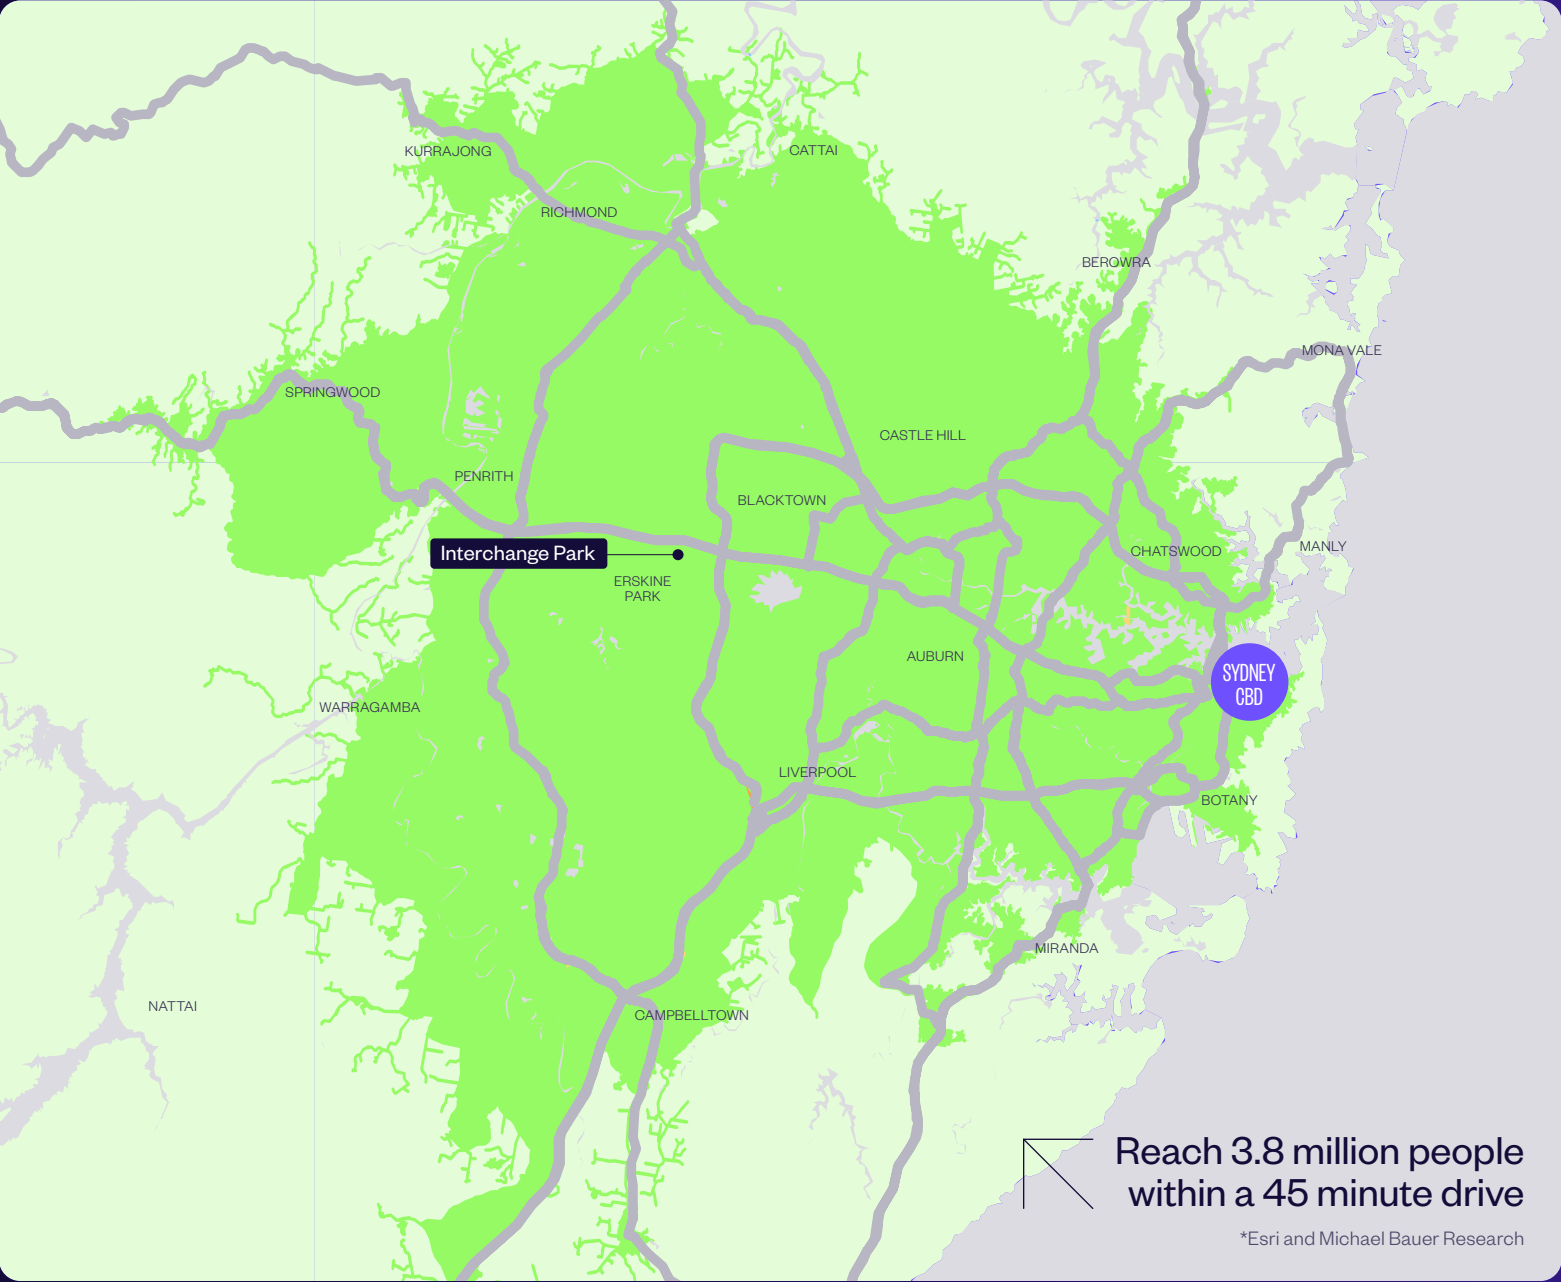 KURRAJONG
CATTAI
RICHMOND
BEROWRA
MONA VALE
SPRINGWOOD
CASTLE HILL
PENRITH
BLACKTOWN
Interchange Park
CHATSWOOD
MANLY
ERSKINE
PARK
AUBURN
SYDNEY
CBD
WARRAGAMBA
LIVERPOOL
BOTANY
MIRANDA
NATTAI
CAMPBELLTOWN
Reach 3.8 million people
within a 45 minute drive
*Esri and Michael Bauer Research